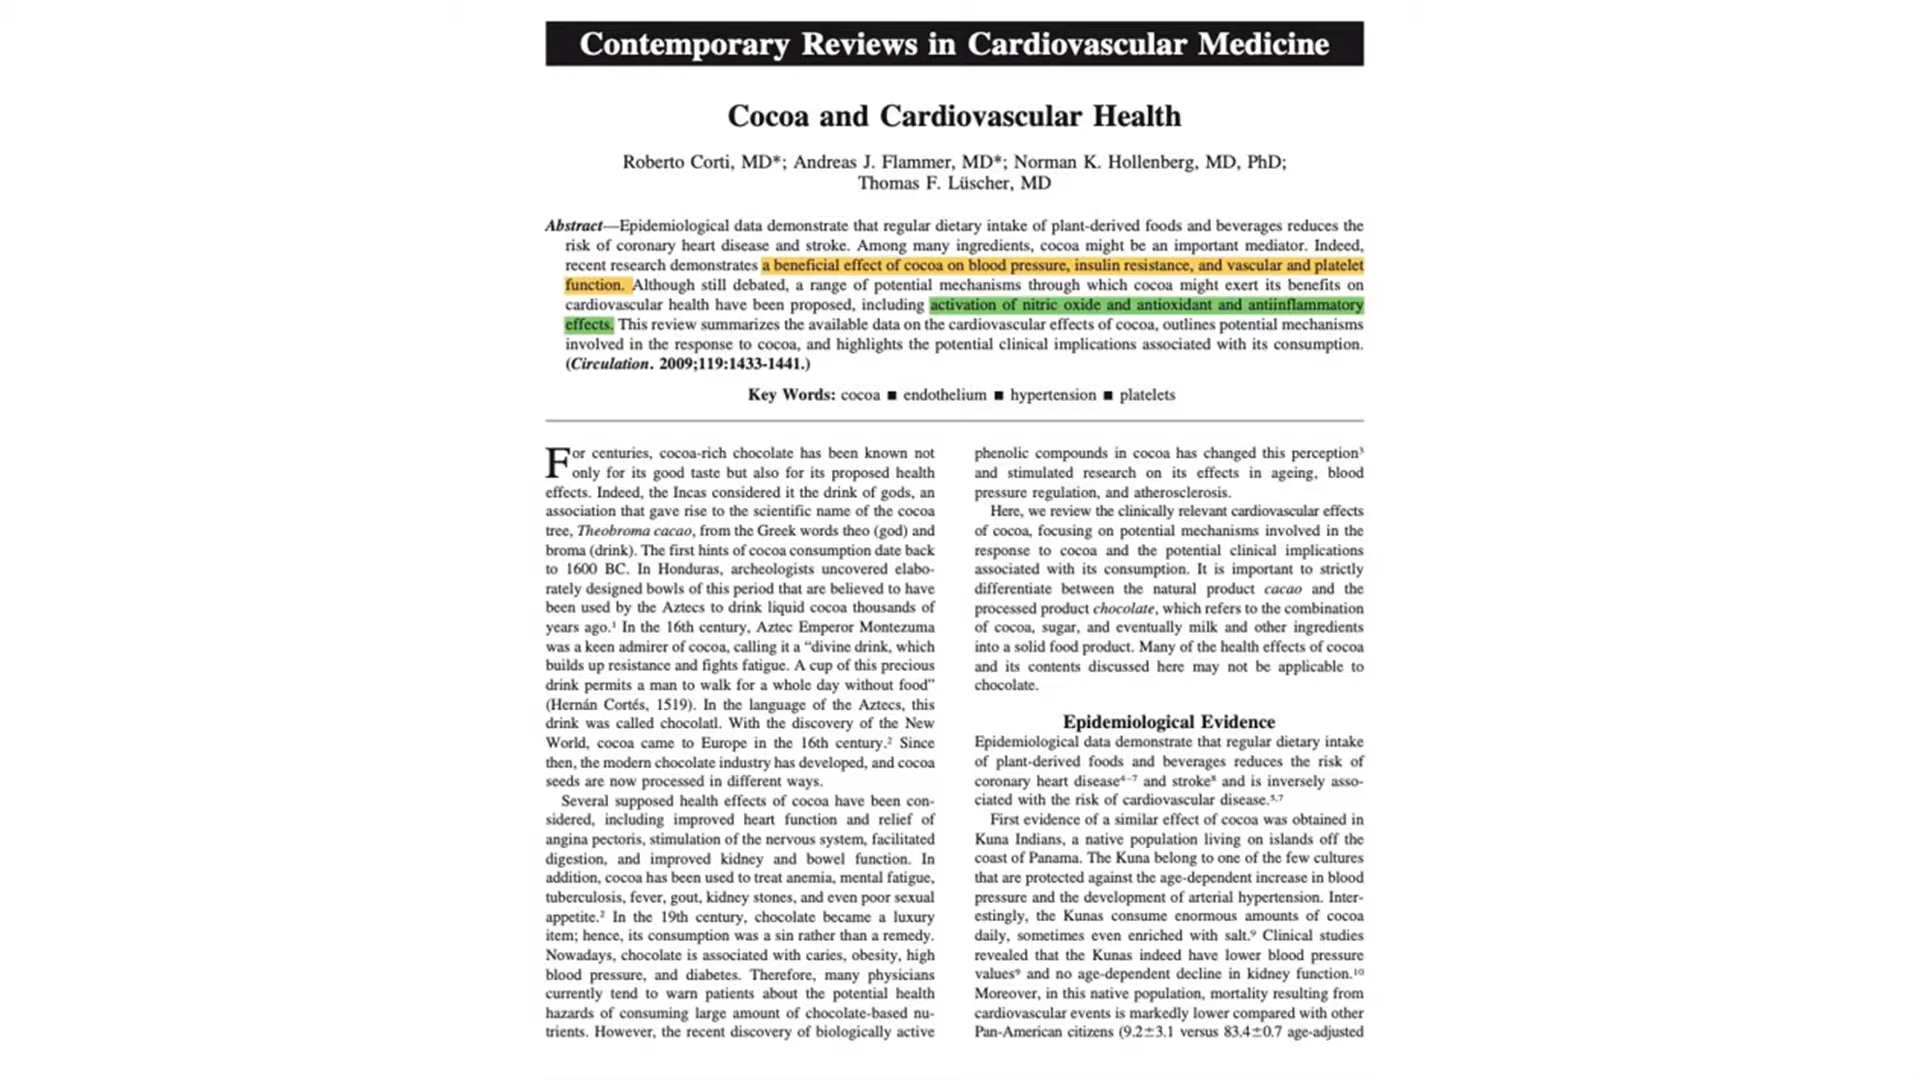 Contemporary Reviews in Cardiovascular Medicine
Cocoa and Cardiovascular Health
Roberto Corti, MD*; Andreas J. Flammer, MD*; Norman K. Hollenberg, MD, PhD;
Thomas F. Lüscher, MD
Abstract—Epidemiological data demonstrate that regular dietary intake of plant-derived foods and beverages reduces the
risk of coronary heart disease and stroke. Among many ingredients, cocoa might be an important mediator. Indeed,
recent research demonstrates a beneficial effect of cocoa on blood pressure, insulin resistance, and vascular and platelet
function. Although still debated, a range of potential mechanisms through which cocoa might exert its benefits on
cardiovascular health have been proposed, including activation of nitric oxide and antioxidant and antiinflammatory
effects. This review summarizes the available data on the cardiovascular effects of cocoa, outlines potential mechanisms
involved in the response to cocoa, and highlights the potential clinical implications associated with its consumption.
(Circulation. 2009;119:1433-1441.)
Key Words: cocoa ■ endothelium ■ hypertension ■ platelets
For centuries, cocoa-rich chocolate has been known not
only for its good taste but also for its proposed health
effects. Indeed, the Incas considered it the drink of gods, an
association that gave rise to the scientific name of the cocoa
tree, Theobroma cacao, from the Greek words theo (god) and
broma (drink). The first hints of cocoa consumption date back
to 1600 BC. In Honduras, archeologists uncovered elabo-
rately designed bowls of this period that are believed to have
been used by the Aztecs to drink liquid cocoa thousands of
years ago.¹ In the 16th century, Aztec Emperor Montezuma
was a keen admirer of cocoa, calling it a “divine drink, which
builds up resistance and fights fatigue. A cup of this precious
drink permits a man to walk for a whole day without food”
(Hernán Cortés, 1519). In the language of the Aztecs, this
drink was called chocolatl. With the discovery of the New
World, cocoa came to Europe in the 16th century.² Since
then, the modern chocolate industry has developed, and cocoa
seeds are now processed in different ways.
Several supposed health effects of cocoa have been con-
sidered, including improved heart function and relief of
angina pectoris, stimulation of the nervous system, facilitated
digestion, and improved kidney and bowel function. In
addition, cocoa has been used to treat anemia, mental fatigue,
tuberculosis, fever, gout, kidney stones, and even poor sexual
appetite.² In the 19th century, chocolate became a luxury
item; hence, its consumption was a sin rather than a remedy.
Nowadays, chocolate is associated with caries, obesity, high
blood pressure, and diabetes. Therefore, many physicians
currently tend to warn patients about the potential health
hazards of consuming large amount of chocolate-based nu-
trients. However, the recent discovery of biologically active
phenolic compounds in cocoa has changed this perception³
and stimulated research on its effects in ageing, blood
pressure regulation, and atherosclerosis.
Here, we review the clinically relevant cardiovascular effects
of cocoa, focusing on potential mechanisms involved in the
response to cocoa and the potential clinical implications
associated with its consumption. It is important to strictly
differentiate between the natural product cacao and the
processed product chocolate, which refers to the combination
of cocoa, sugar, and eventually milk and other ingredients
into a solid food product. Many of the health effects of cocoa
and its contents discussed here may not be applicable to
chocolate.
Epidemiological Evidence
Epidemiological data demonstrate that regular dietary intake
of plant-derived foods and beverages reduces the risk of
coronary heart disease⁴⁻⁷ and stroke⁸ and is inversely asso-
ciated with the risk of cardiovascular disease.⁵,⁷
First evidence of a similar effect of cocoa was obtained in
Kuna Indians, a native population living on islands off the
coast of Panama. The Kuna belong to one of the few cultures
that are protected against the age-dependent increase in blood
pressure and the development of arterial hypertension. Inter-
estingly, the Kunas consume enormous amounts of cocoa
daily, sometimes even enriched with salt.⁹ Clinical studies
revealed that the Kunas indeed have lower blood pressure
values⁹ and no age-dependent decline in kidney function.¹⁰
Moreover, in this native population, mortality resulting from
cardiovascular events is markedly lower compared with other
Pan-American citizens (9.2±3.1 versus 83.4±0.7 age-adjusted